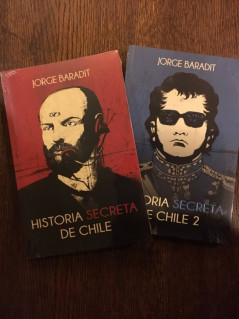 JORGE BARADIT
HISTORIA SECRETA
DE CHILE
JORGE BARADIT
ORIA SECRETA
E CHILE 2